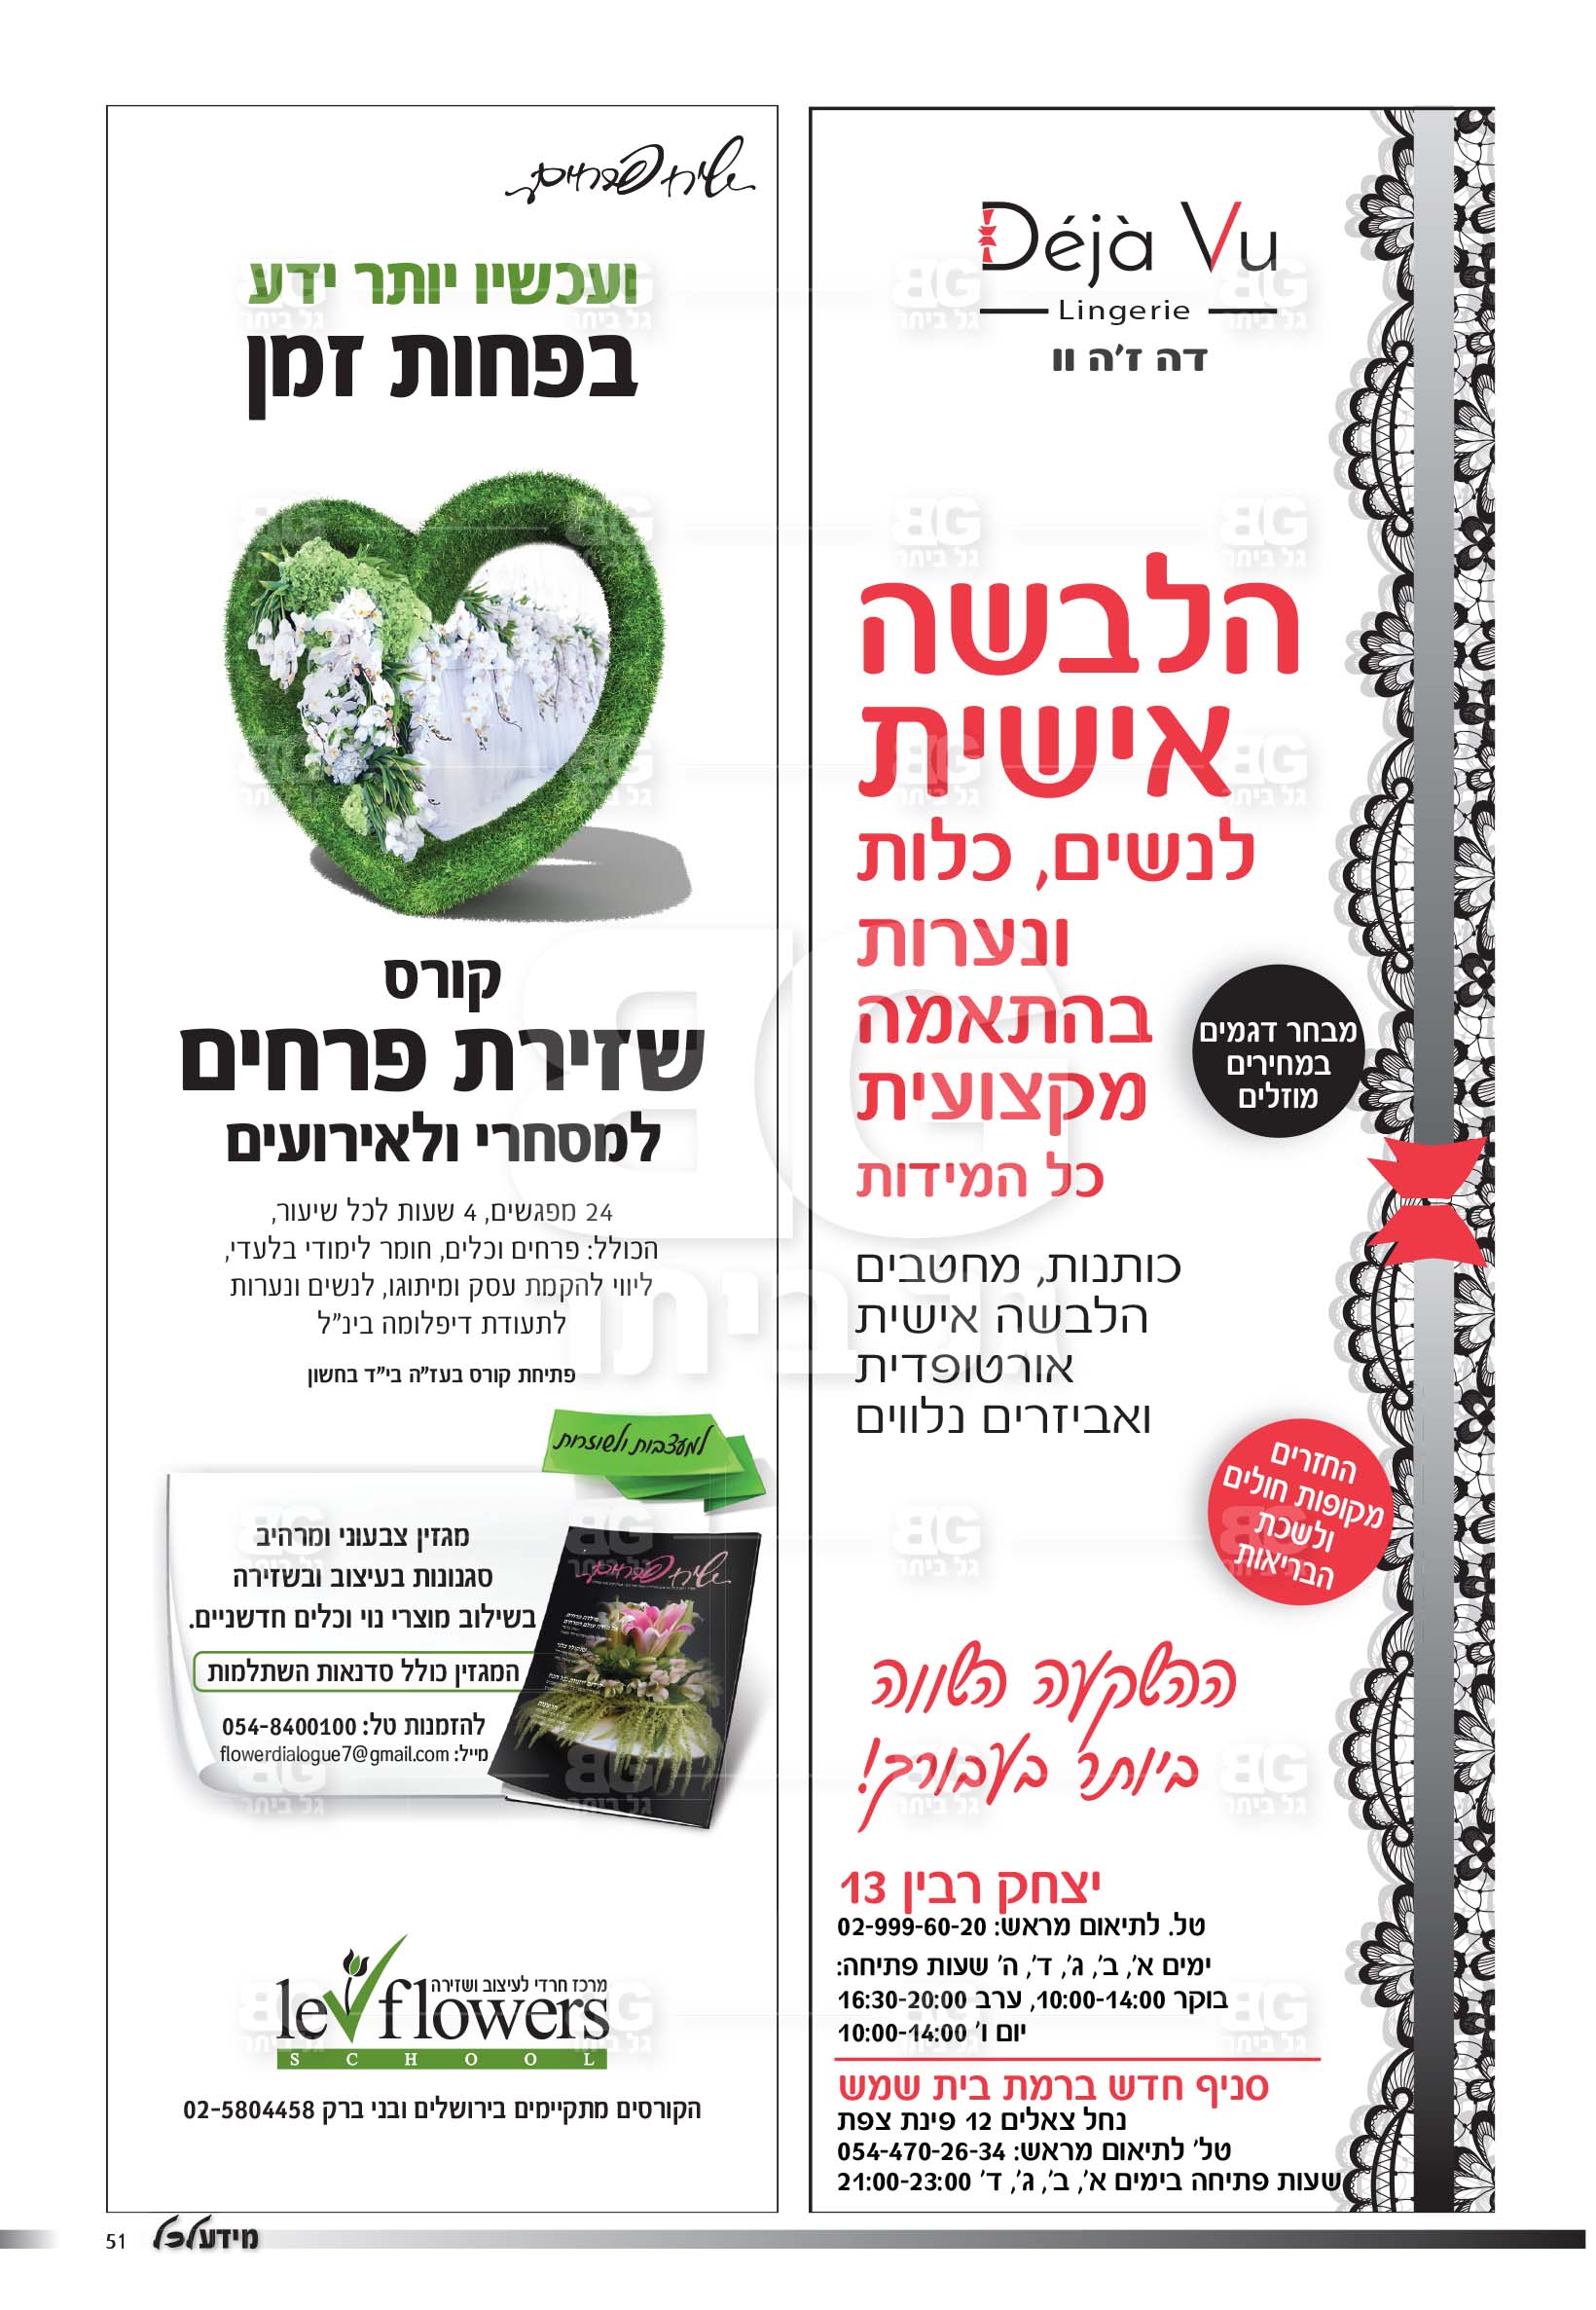 Déjà Vu
Lingerie
דה ז'ה וו
הלבשה
אישית
לנשים, כלות
ונערות
בהתאמה
מקצועית
כל המידות
מבחר דגמים
במחירים
מוזלים
כותנות, מחטבים
הלבשה אישית
אורטופדית
ואביזרים נלווים
החזרים
מקופות חולים
ולשכת
הבריאות
ההשקעה השווה
ביותר בעבורך!
יצחק רבין 13
טל. לתיאום מראש: 02-999-60-20
ימים א', ב', ג', ד', ה' שעות פתיחה:
בוקר 10:00-14:00, ערב 16:30-20:00
יום ו' 10:00-14:00
סניף חדש ברמת בית שמש
נחל צאלים 12 פינת צפת
טל' לתיאום מראש: 054-470-26-34
שעות פתיחה בימים א', ב', ג', ד' 21:00-23:00
שיח פרחים
ועכשיו יותר ידע
בפחות זמן
קורס
שזירת פרחים
למסחרי ולאירועים
24 מפגשים, 4 שעות לכל שיעור,
הכולל: פרחים וכלים, חומר לימודי בלעדי,
ליווי להקמת עסק ומיתוגו, לנשים ונערות
לתעודת דיפלומה בינ"ל
פתיחת קורס בעז"ה בי"ד בחשון
למעצבות ולשוזרות
מגזין צבעוני ומרהיב
סגנונות בעיצוב ובשזירה
בשילוב מוצרי נוי וכלים חדשניים.
המגזין כולל סדנאות השתלמות
להזמנות טל: 054-8400100
מייל: flowerdialogue7@gmail.com
שיח פרחים
מרכז חרדי לעיצוב ושזירה
lev flowers
SCHOOL
הקורסים מתקיימים בירושלים ובני ברק 02-5804458
BG
גל ביתר
מידע לכל
51